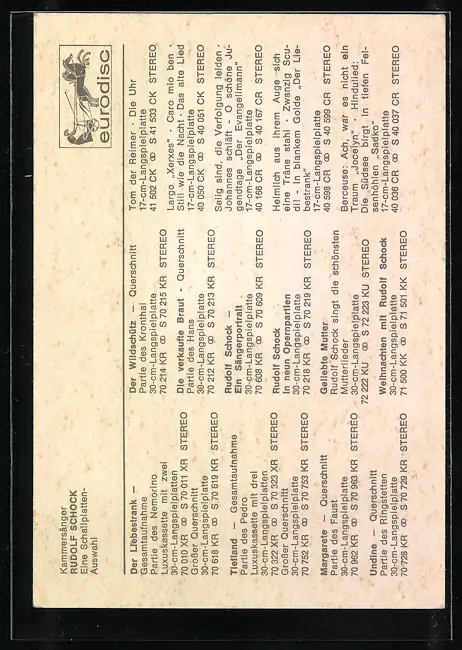 Kammersänger
RUDOLF SCHOCK
Eine Schallplatten-
Auswahl
eurodisc
Der Liebestrank —
Gesamtaufnahme
Partie des Nemorino
Luxuskassette mit zwei
30-cm-Langspielplatten
70 010 XR ∞ S 70 011 XR STEREO
Großer Querschnitt
30-cm-Langspielplatte
70 618 KR ∞ S 70 619 KR STEREO
Tiefland — Gesamtaufnahme
Partie des Pedro
Luxuskassette mit drei
30-cm-Langspielplatten
70 322 XR ∞ S 70 323 XR STEREO
Großer Querschnitt
30-cm-Langspielplatte
70 752 KR ∞ S 70 753 KR STEREO
Margarete — Querschnitt
Partie des Faust
30-cm-Langspielplatte
70 962 KR ∞ S 70 963 KR STEREO
Undine — Querschnitt
Partie des Ringstetten
30-cm-Langspielplatte
70 728 KR ∞ S 70 729 KR STEREO
Der Wildschütz — Querschnitt
Partie des Kronthal
30-cm-Langspielplatte
70 214 KR ∞ S 70 215 KR STEREO
Die verkaufte Braut - Querschnitt
Partie des Hans
30-cm-Langspielplatte
70 212 KR ∞ S 70 213 KR STEREO
Rudolf Schock
Ein Sängerportrait
30-cm-Langspielplatte
70 608 KR ∞ S 70 609 KR STEREO
Rudolf Schock
In neun Opernpartien
30-cm-Langspielplatte
70 218 KR ∞ S 70 219 KR STEREO
Geliebte Mutter
Rudolf Schock singt die schönsten
Mutterlieder
30-cm-Langspielplatte
72 222 KU ∞ S 72 223 KU STEREO
Weihnachten mit Rudolf Schock
30-cm-Langspielplatte
71 500 KK ∞ S 71 501 KK STEREO
Tom der Reimer · Die Uhr
17-cm-Langspielplatte
41 502 CK ∞ S 41 503 CK STEREO
Largo „Xerxes“ · Caro mio ben ·
Still wie die Nacht · Das alte Lied
17-cm-Langspielplatte
40 050 CK ∞ S 40 051 CK STEREO
Selig sind, die Verfolgung leiden ·
Johannes schläft - O schöne Ju-
gendtage „Der Evangelimann“
17-cm-Langspielplatte
40 166 CR ∞ S 40 167 CR STEREO
Heimlich aus ihrem Auge sich
eine Träne stahl · Zwanzig Scu-
di! - In blankem Golde „Der Lie-
bestrank“
17-cm-Langspielplatte
40 598 CR ∞ S 40 599 CR STEREO
Berceuse: Ach, war es nicht ein
Traum „Jocelyn“ · Hindulied:
Die Südsee birgt in tiefen Fel-
senhöhlen „Sadko“
17-cm-Langspielplatte
40 036 CR ∞ S 40 037 CR STEREO